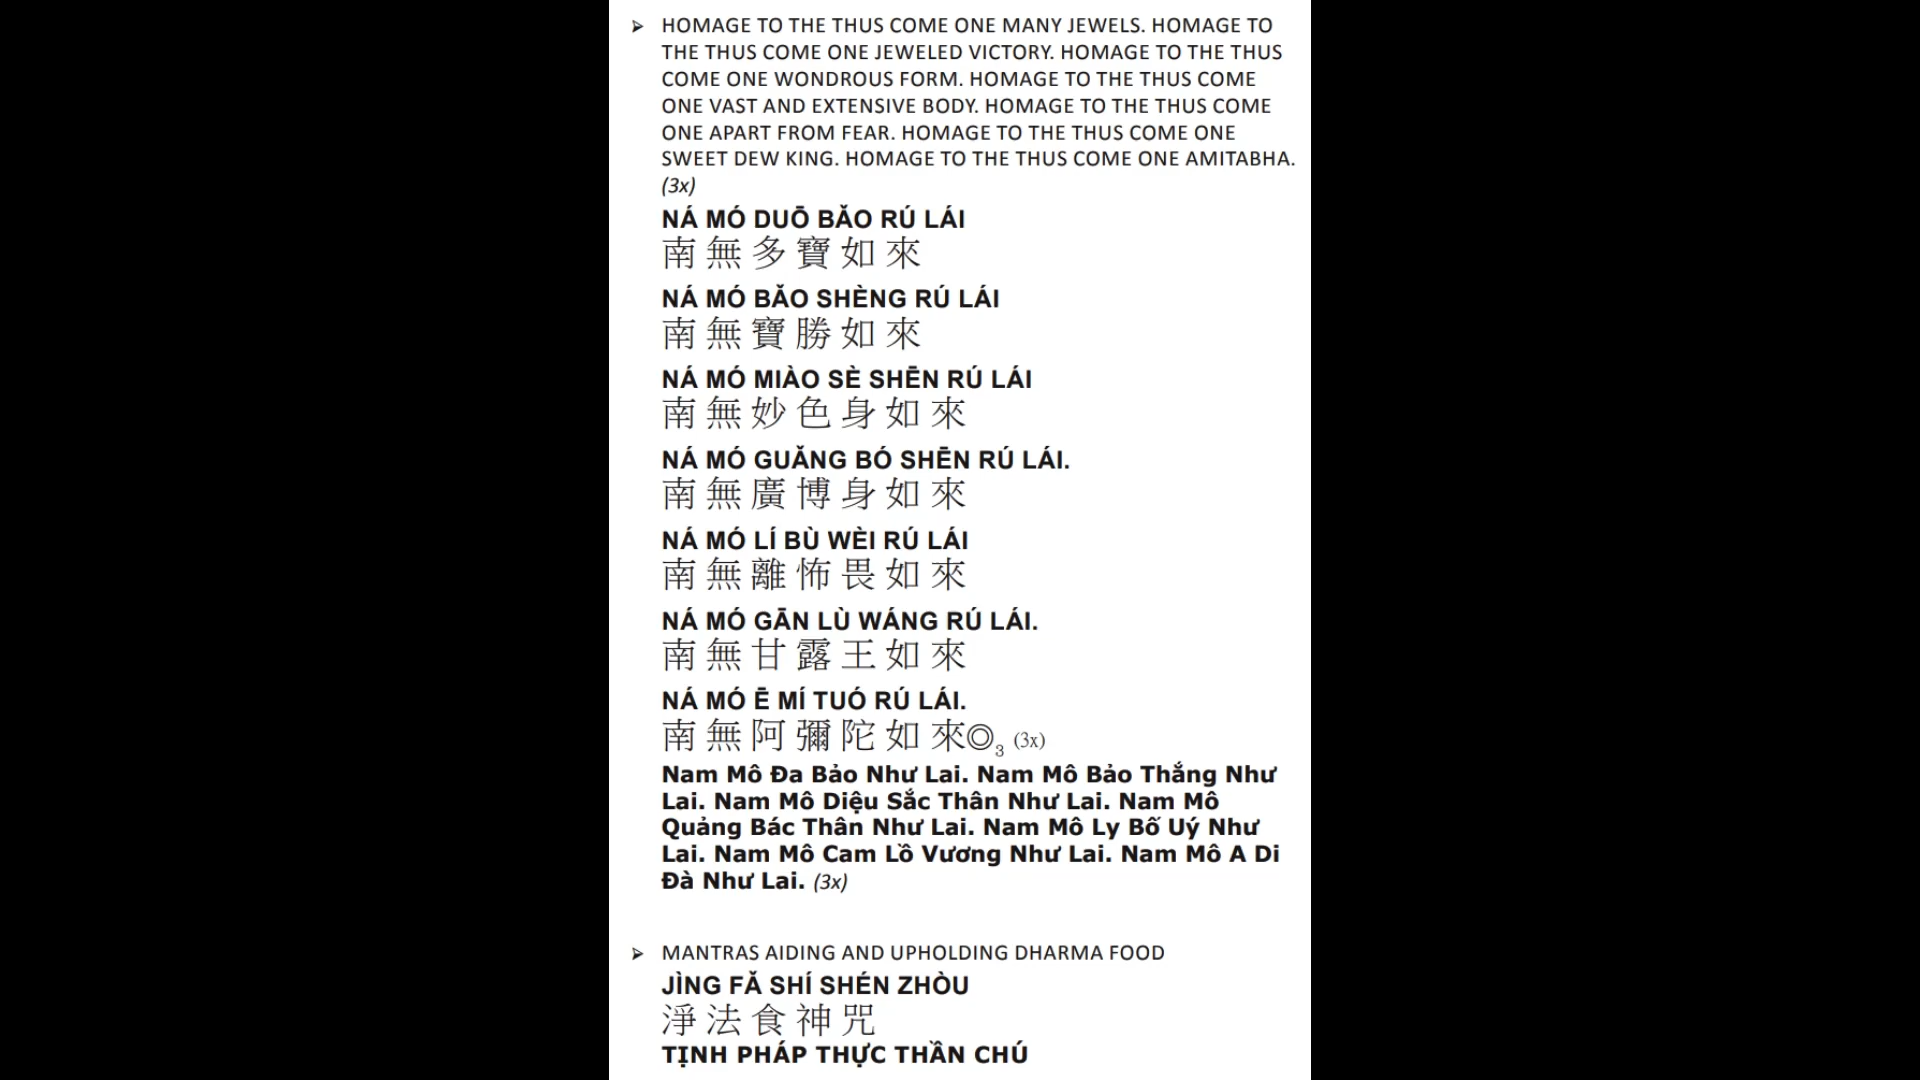 ➢ HOMAGE TO THE THUS COME ONE MANY JEWELS. HOMAGE TO
THE THUS COME ONE JEWELED VICTORY. HOMAGE TO THE THUS
COME ONE WONDROUS FORM. HOMAGE TO THE THUS COME
ONE VAST AND EXTENSIVE BODY. HOMAGE TO THE THUS COME
ONE APART FROM FEAR. HOMAGE TO THE THUS COME ONE
SWEET DEW KING. HOMAGE TO THE THUS COME ONE AMITABHA.
(3x)
NÁ MÓ DUŌ BǍO RÚ LÁI
南 無 多 寶 如 來
NÁ MÓ BǍO SHÈNG RÚ LÁI
南 無 寶 勝 如 來
NÁ MÓ MIÀO SÈ SHĒN RÚ LÁI
南 無 妙 色 身 如 來
NÁ MÓ GUǍNG BÓ SHĒN RÚ LÁI.
南 無 廣 博 身 如 來
NÁ MÓ LÍ BÙ WÈI RÚ LÁI
南 無 離 怖 畏 如 來
NÁ MÓ GĀN LÙ WÁNG RÚ LÁI.
南 無 甘 露 王 如 來
NÁ MÓ Ē MÍ TUÓ RÚ LÁI.
南 無 阿 彌 陀 如 來◎3 (3x)
Nam Mô Đa Bảo Như Lai. Nam Mô Bảo Thắng Như
Lai. Nam Mô Diệu Sắc Thân Như Lai. Nam Mô
Quảng Bác Thân Như Lai. Nam Mô Ly Bố Uý Như
Lai. Nam Mô Cam Lồ Vương Như Lai. Nam Mô A Di
Đà Như Lai. (3x)
➢ MANTRAS AIDING AND UPHOLDING DHARMA FOOD
JÌNG FǍ SHÍ SHÉN ZHÒU
淨 法 食 神 咒
TỊNH PHÁP THỰC THẦN CHÚ